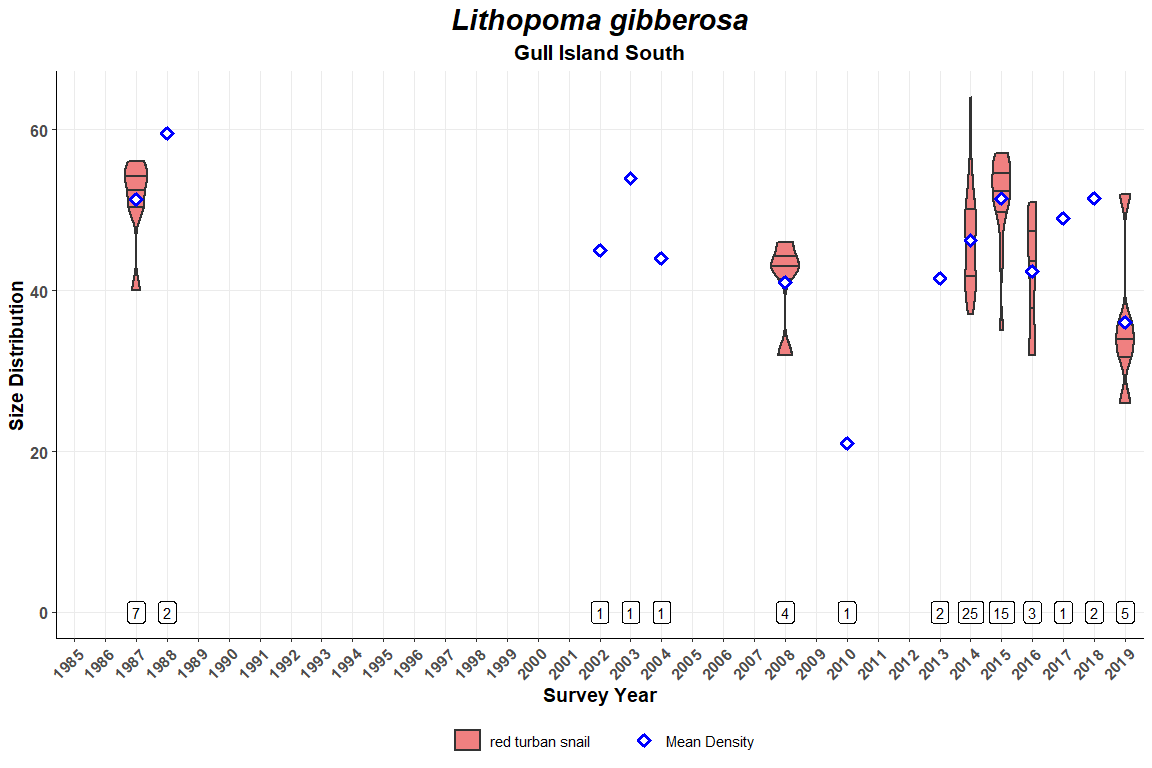 Lithopoma gibberosa
Gull Island South
Size Distribution
60
40
20
0
7 2 1 1 1 4 1 2 25 15 3 1 2 5
1985 1986 1987 1988 1989 1990 1991 1992 1993 1994 1995 1996 1997 1998 1999 2000 2001 2002 2003 2004 2005 2006 2007 2008 2009 2010 2011 2012 2013 2014 2015 2016 2017 2018 2019
Survey Year
red turban snail Mean Density